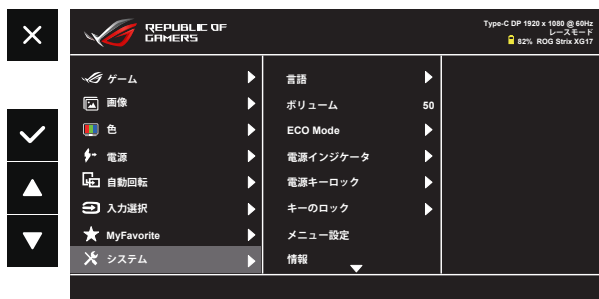 REPUBLIC OF
GAMERS
Type-C DP 1920 x 1080 @ 60Hz
レースモード
82% ROG Strix XG17
ゲーム
画像
色
電源
自動回転
入力選択
MyFavorite
システム
言語
ボリューム 50
ECO Mode
電源インジケータ
電源キーロック
キーのロック
メニュー設定
情報